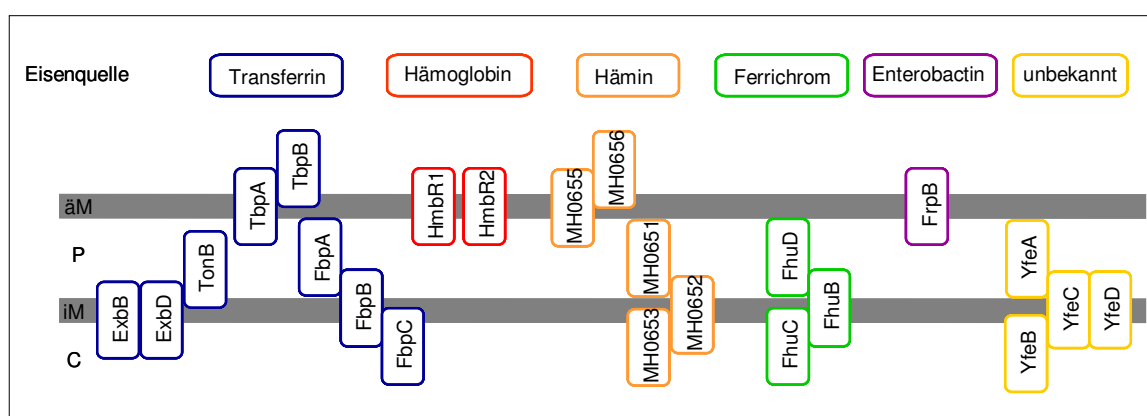 Eisenquelle
Transferrin
Hämoglobin
Hämin
Ferrichrom
Enterobactin
unbekannt
äM
P
iM
C
ExbB
ExbD
TonB
TbpA
TbpB
FbpA
FbpB
FbpC
HmbR1
HmbR2
MH0655
MH0656
MH0651
MH0653
MH0652
FhuD
FhuC
FhuB
FrpB
YfeA
YfeB
YfeC
YfeD